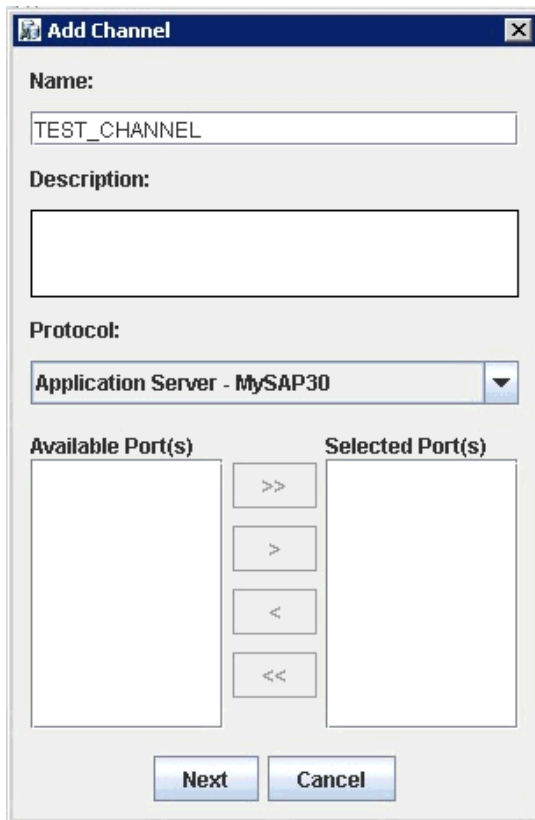 Add Channel
Name:
TEST_CHANNEL
Description:
Protocol:
Application Server - MySAP30
Available Port(s) Selected Port(s)
>>
>
<
<<
Next Cancel